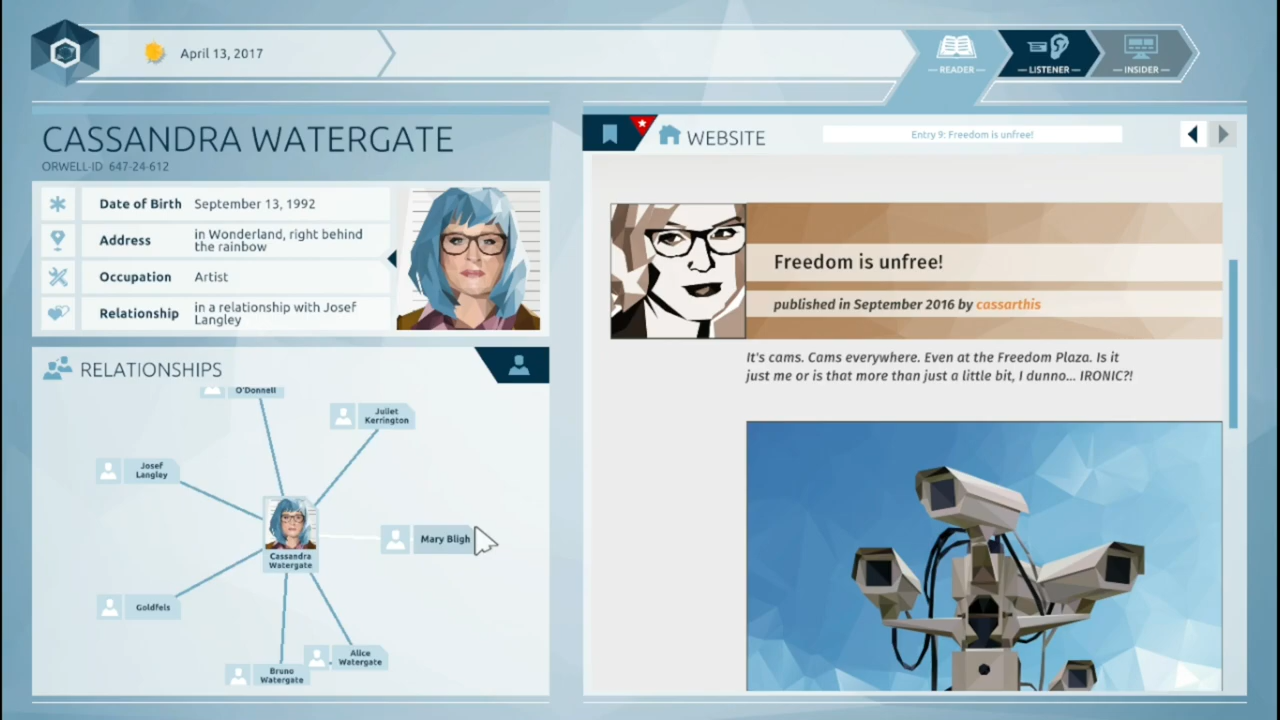 April 13, 2017
— READER —
— LISTENER —
— INSIDER —
CASSANDRA WATERGATE
ORWELL-ID 647-24-612
Date of Birth September 13, 1992
Address in Wonderland, right behind
the rainbow
Occupation Artist
Relationship in a relationship with Josef
Langley
RELATIONSHIPS
O'Donnell
Juliet
Kerrington
Josef
Langley
Mary Bligh
Cassandra
Watergate
Goldfels
Alice
Watergate
Bruno
Watergate
WEBSITE
Entry 9: Freedom is unfree!
Freedom is unfree!
published in September 2016 by cassarthis
It's cams. Cams everywhere. Even at the Freedom Plaza. Is it
just me or is that more than just a little bit, I dunno... IRONIC?!